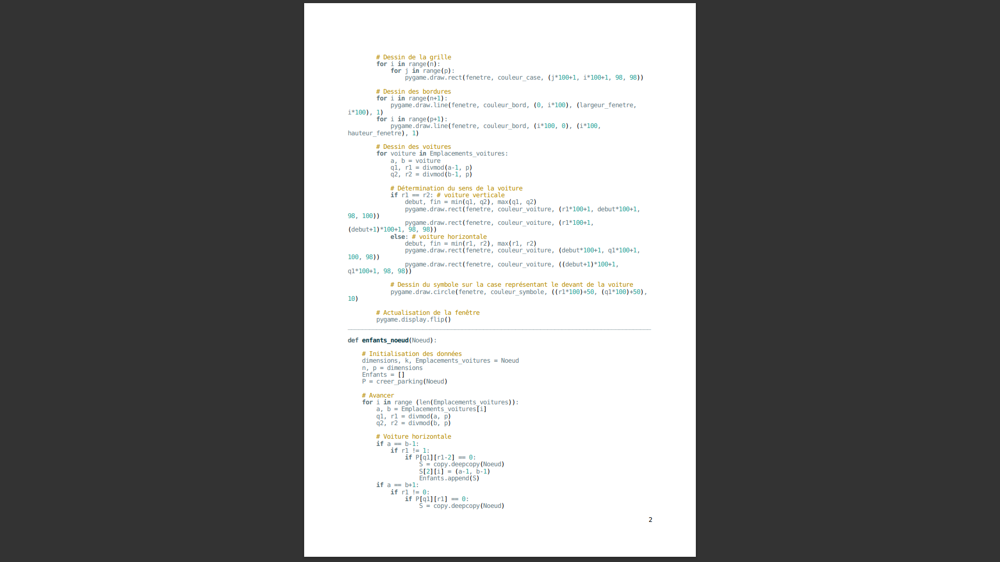 # Dessin de la grille
for i in range(n):
for j in range(p):
pygame.draw.rect(fenetre, couleur_case, (j*100+1, i*100+1, 98, 98))
# Dessin des bordures
for i in range(n+1):
pygame.draw.line(fenetre, couleur_bord, (0, i*100), (largeur_fenetre,
i*100), 1)
for i in range(p+1):
pygame.draw.line(fenetre, couleur_bord, (i*100, 0), (i*100,
hauteur_fenetre), 1)
# Dessin des voitures
for voiture in Emplacements_voitures:
a, b = voiture
q1, r1 = divmod(a-1, p)
q2, r2 = divmod(b-1, p)
# Détermination du sens de la voiture
if r1 == r2: # voiture verticale
debut, fin = min(q1, q2), max(q1, q2)
pygame.draw.rect(fenetre, couleur_voiture, (r1*100+1, debut*100+1,
98, 100))
pygame.draw.rect(fenetre, couleur_voiture, (r1*100+1,
(debut+1)*100+1, 98, 98))
else: # voiture horizontale
debut, fin = min(r1, r2), max(r1, r2)
pygame.draw.rect(fenetre, couleur_voiture, (debut*100+1, q1*100+1,
100, 98))
pygame.draw.rect(fenetre, couleur_voiture, ((debut+1)*100+1,
q1*100+1, 98, 98))
# Dessin du symbole sur la case représentant le devant de la voiture
pygame.draw.circle(fenetre, couleur_symbole, ((r1*100)+50, (q1*100)+50),
10)
# Actualisation de la fenêtre
pygame.display.flip()
def enfants_noeud(Noeud):
# Initialisation des données
dimensions, k, Emplacements_voitures = Noeud
n, p = dimensions
Enfants = []
P = creer_parking(Noeud)
# Avancer
for i in range (len(Emplacements_voitures)):
a, b = Emplacements_voitures[i]
q1, r1 = divmod(a, p)
q2, r2 = divmod(b, p)
# Voiture horizontale
if a == b-1:
if r1 != 1:
if P[q1][r1-2] == 0:
S = copy.deepcopy(Noeud)
S[2][i] = (a-1, b-1)
Enfants.append(S)
if a == b+1:
if r1 != 0:
if P[q1][r1] == 0:
S = copy.deepcopy(Noeud)
2